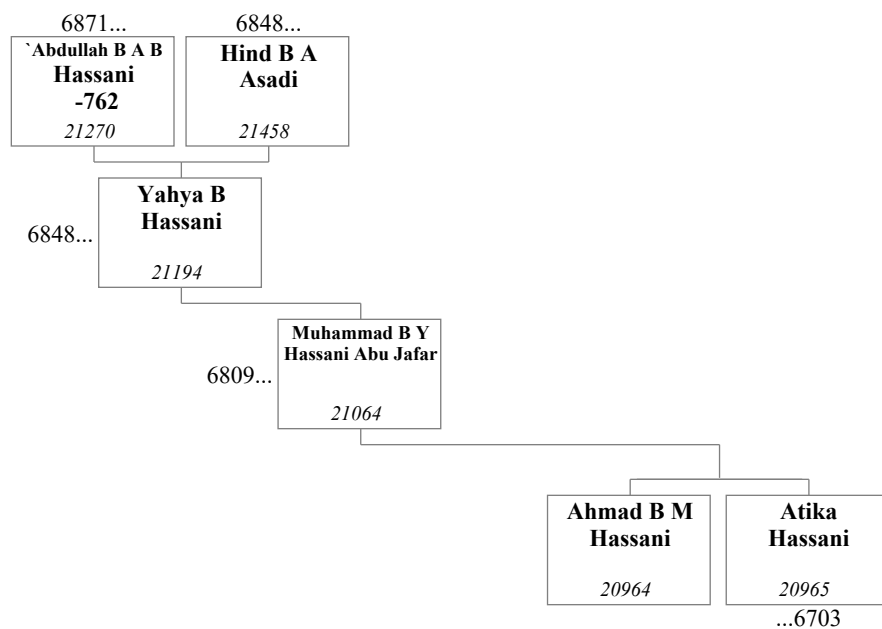 6871...
6848...
`Abdullah B A B
Hassani
-762
21270
Hind B A
Asadi
21458
6848...
Yahya B
Hassani
21194
6809...
Muhammad B Y
Hassani Abu Jafar
21064
Ahmad B M
Hassani
20964
Atika
Hassani
20965
...6703